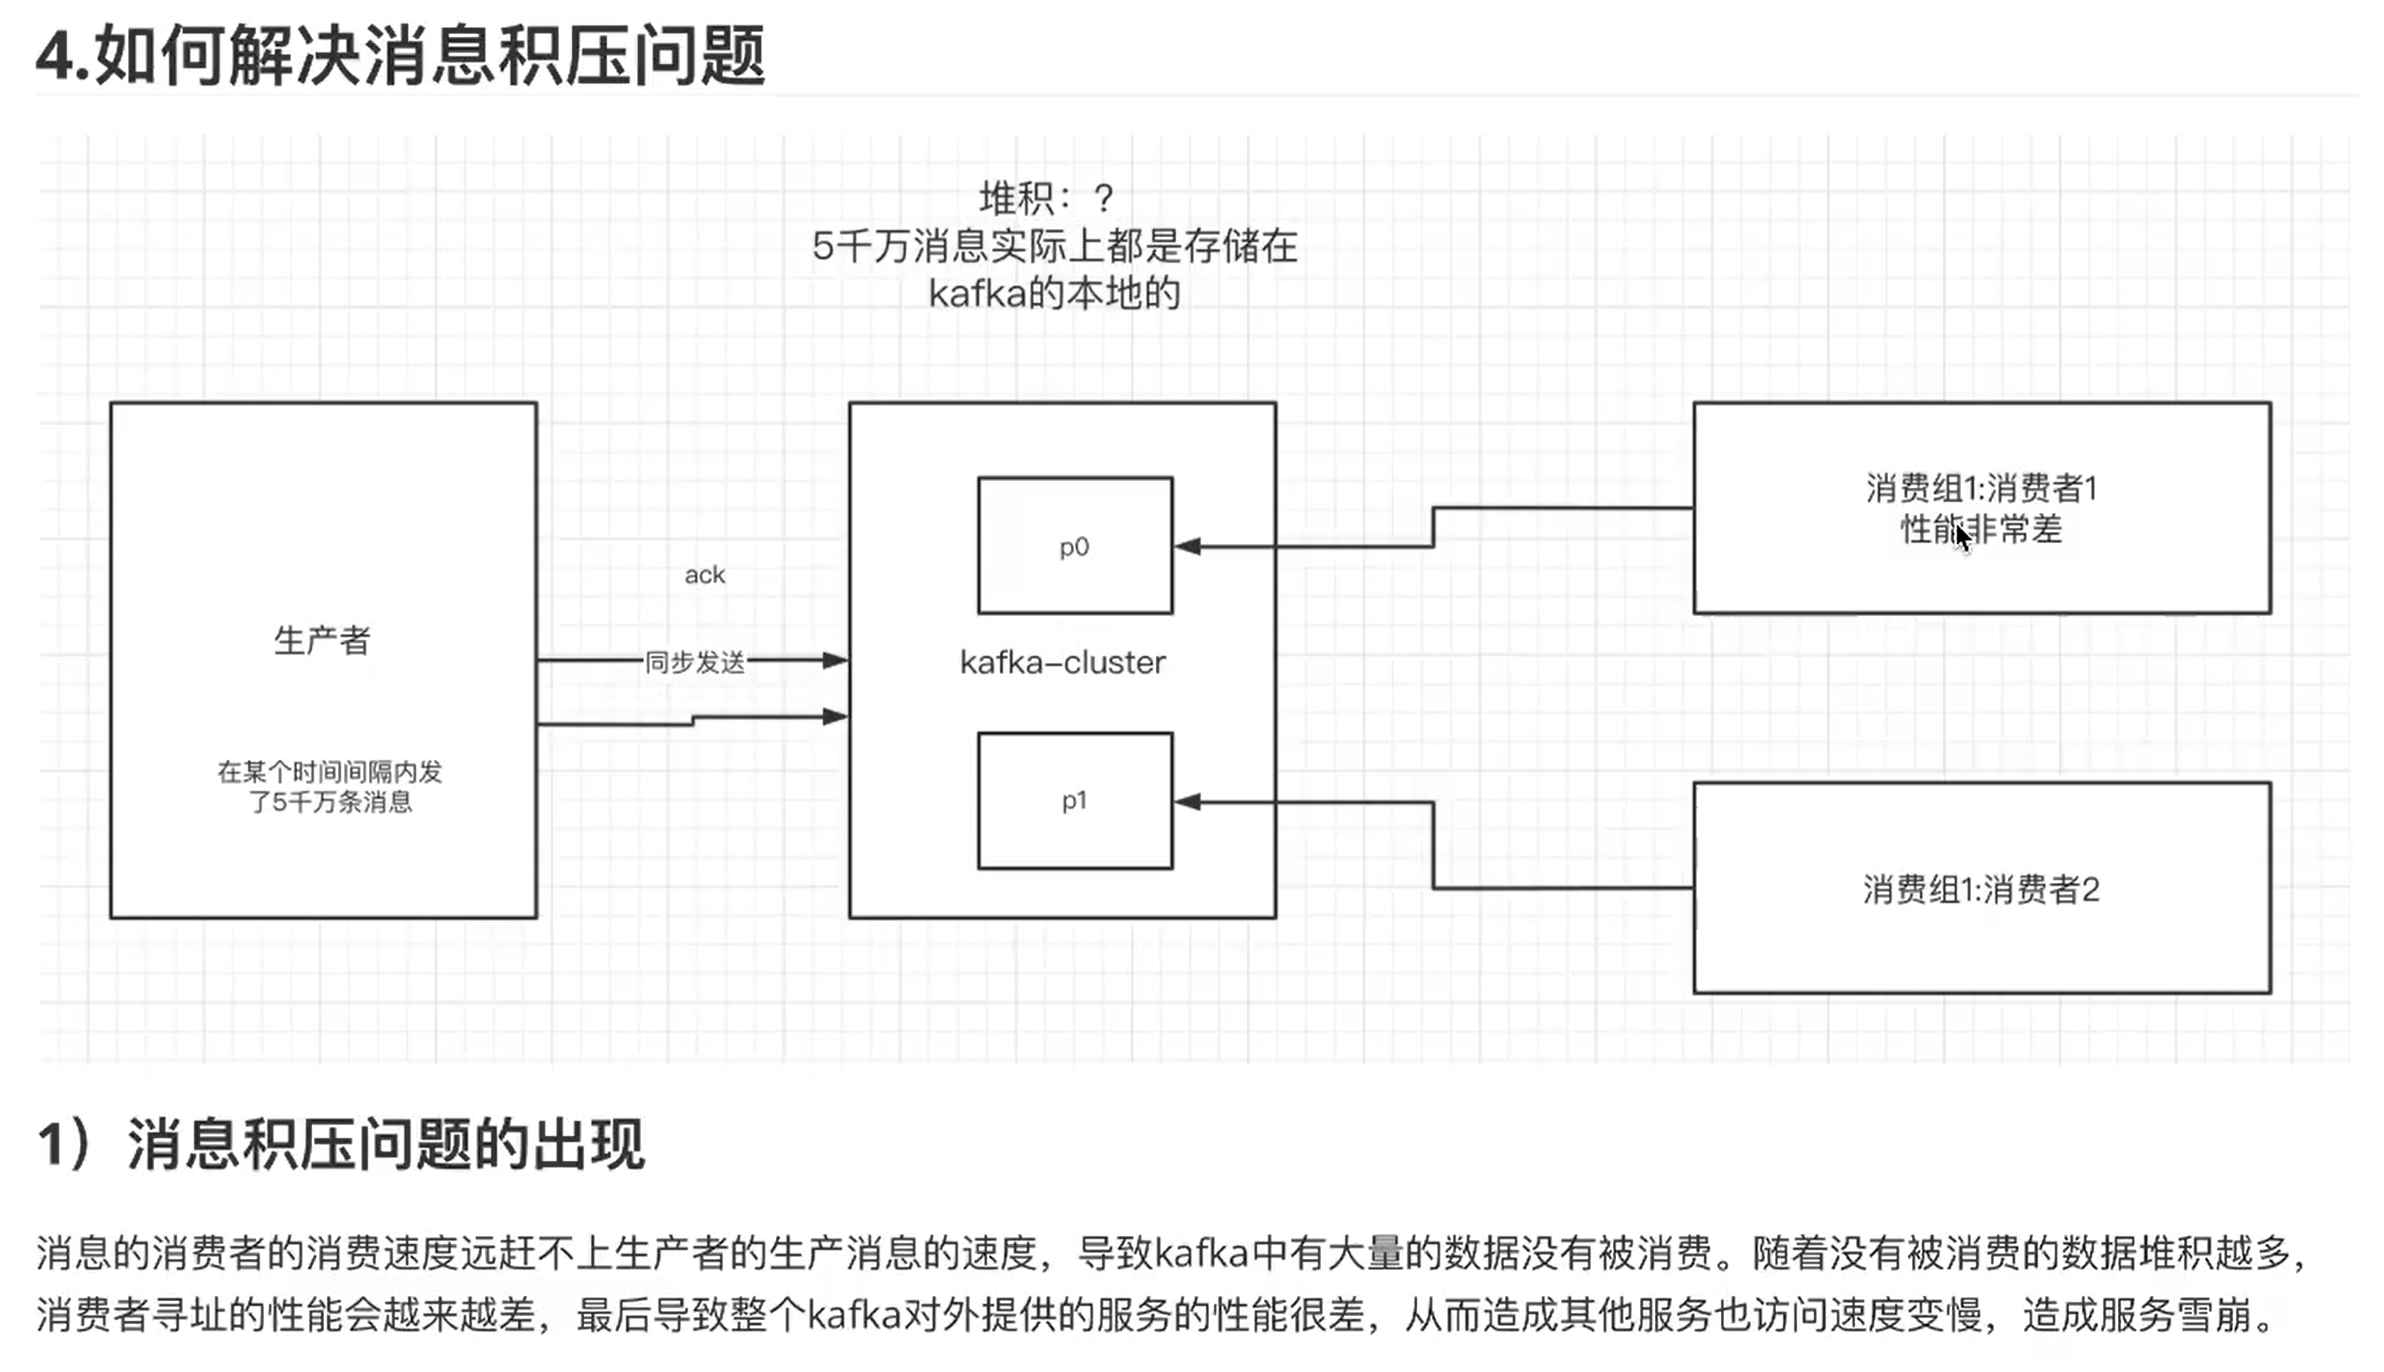 4.如何解决消息积压问题
堆积：?
5千万消息实际上都是存储在
kafka的本地的
生产者
在某个时间间隔内发
了5千万条消息
ack
同步发送
p0
kafka-cluster
p1
消费组1:消费者1
性能非常差
消费组1:消费者2
1）消息积压问题的出现
消息的消费者的消费速度远赶不上生产者的生产消息的速度，导致kafka中有大量的数据没有被消费。随着没有被消费的数据堆积越多，
消费者寻址的性能会越来越差，最后导致整个kafka对外提供的服务的性能很差，从而造成其他服务也访问速度变慢，造成服务雪崩。